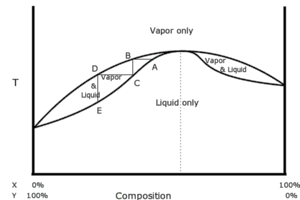 Vapor only
B
A
D
Vapor
&
Liquid
C
E
Vapor
& Liquid
T
Liquid only
X 0% 100%
Y 100% Composition 0%